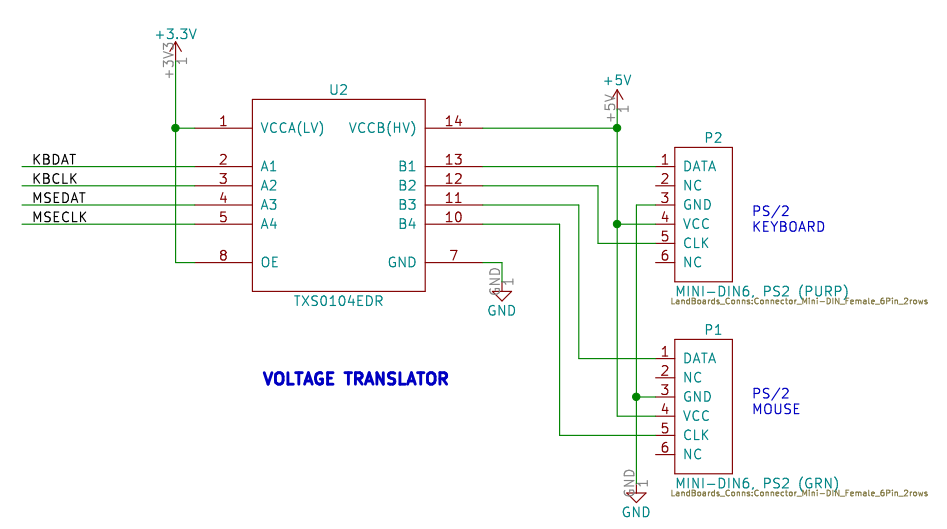 +3.3V
+3V3
1
U2
1 VCCA(LV) VCCB(HV) 14
KBDAT 2 A1 B1 13
KBCLK 3 A2 B2 12
MSEDAT 4 A3 B3 11
MSECLK 5 A4 B4 10
8 OE GND 7
TXS0104EDR
GND
1
GND
VOLTAGE TRANSLATOR
+5V
+5V
1
P2
1 DATA
2 NC
3 GND
4 VCC
5 CLK
6 NC
PS/2
KEYBOARD
MINI-DIN6, PS2 (PURP)
LandBoards_Conns:Connector_Mini-DIN_Female_6Pin_2rows
P1
1 DATA
2 NC
3 GND
4 VCC
5 CLK
6 NC
PS/2
MOUSE
MINI-DIN6, PS2 (GRN)
LandBoards_Conns:Connector_Mini-DIN_Female_6Pin_2rows
GND
1
GND